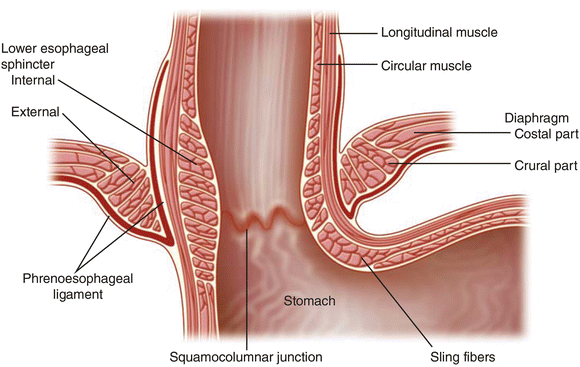 Lower esophageal
sphincter
Internal
External
Phrenoesophageal
ligament
Squamocolumnar junction
Stomach
Longitudinal muscle
Circular muscle
Diaphragm
Costal part
Crural part
Sling fibers